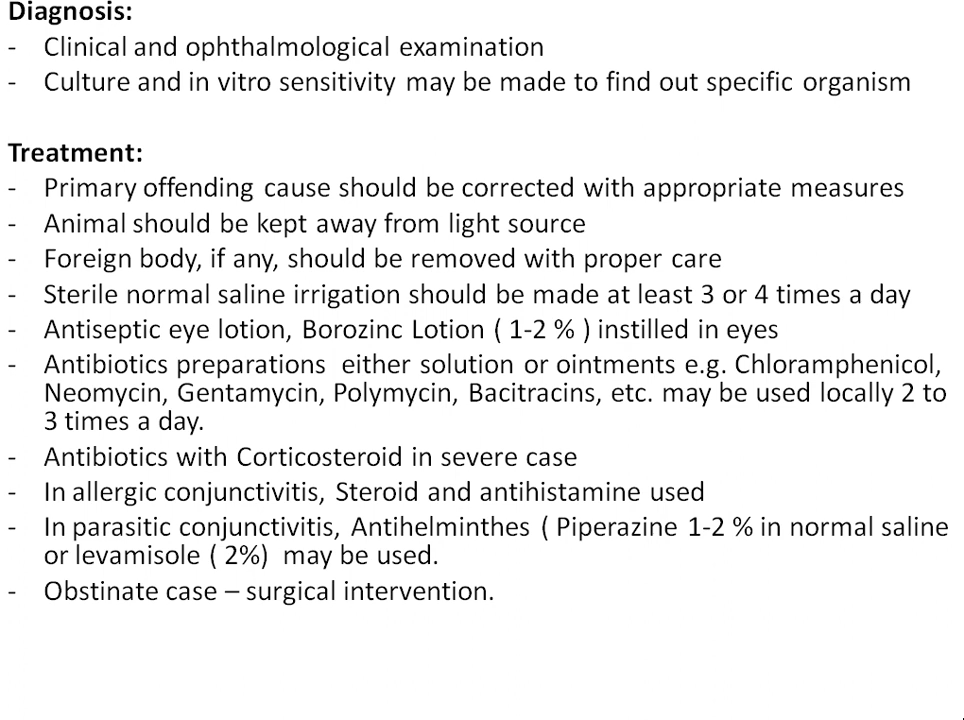 Diagnosis:
- Clinical and ophthalmological examination
- Culture and in vitro sensitivity may be made to find out specific organism
Treatment:
- Primary offending cause should be corrected with appropriate measures
- Animal should be kept away from light source
- Foreign body, if any, should be removed with proper care
- Sterile normal saline irrigation should be made at least 3 or 4 times a day
- Antiseptic eye lotion, Borozinc Lotion ( 1-2 % ) instilled in eyes
- Antibiotics preparations either solution or ointments e.g. Chloramphenicol,
Neomycin, Gentamycin, Polymycin, Bacitracins, etc. may be used locally 2 to
3 times a day.
- Antibiotics with Corticosteroid in severe case
- In allergic conjunctivitis, Steroid and antihistamine used
- In parasitic conjunctivitis, Antihelminthes ( Piperazine 1-2 % in normal saline
or levamisole ( 2%) may be used.
- Obstinate case – surgical intervention.